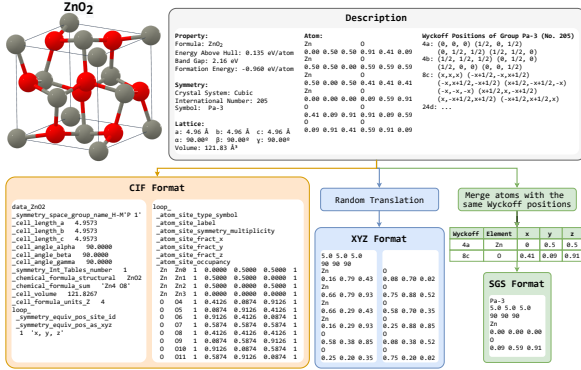 ZnO₂
Description
Property:
Formula: ZnO₂
Energy Above Hull: 0.135 eV/atom
Band Gap: 2.16 eV
Formation Energy: -0.960 eV/atom
Symmetry:
Crystal System: Cubic
International Number: 205
Symbol: Pa-3
Lattice:
a: 4.96 Å b: 4.96 Å c: 4.96 Å
α: 90.00º β: 90.00º γ: 90.00º
Volume: 121.83 Å³
Atom:
Zn O
0.00 0.50 0.50 0.91 0.41 0.09
Zn O
0.50 0.50 0.00 0.59 0.59 0.59
Zn O
0.50 0.00 0.50 0.41 0.41 0.41
Zn O
0.00 0.00 0.00 0.09 0.59 0.91
O O
0.41 0.09 0.91 0.59 0.91 0.09
O O
0.09 0.91 0.41
Wyckoff Positions of Group Pa-3 (No. 205)
4a: (0, 0, 0) (1/2, 0, 1/2)
(0, 1/2, 1/2) (1/2, 1/2, 0)
4b: (1/2, 1/2, 1/2) (0, 1/2, 0)
(1/2, 0, 0) (0, 0, 1/2)
8c: (x,x,x) (-x+1/2,-x,x+1/2)
(-x,x+1/2,-x+1/2) (x+1/2,-x+1/2,-x)
(-x,-x,-x) (x+1/2,x,-x+1/2)
(x,-x+1/2,x+1/2) (-x+1/2,x+1/2,x)
24d: ...
CIF Format
data_ZnO2
_symmetry_space_group_name_H-M'P 1'
_cell_length_a 4.9573
_cell_length_b 4.9573
_cell_length_c 4.9573
_cell_angle_alpha 90.0000
_cell_angle_beta 90.0000
_cell_angle_gamma 90.0000
_symmetry_Int_Tables_number 1
_chemical_formula_structural ZnO2
_chemical_formula_sum 'Zn4 O8'
_cell_volume 121.8267
_cell_formula_units_Z 4
loop_
_symmetry_equiv_pos_site_id
_symmetry_equiv_pos_as_xyz
1 'x, y, z'
loop_
_atom_site_type_symbol
_atom_site_label
_atom_site_symmetry_multiplicity
_atom_site_fract_x
_atom_site_fract_y
_atom_site_fract_z
_atom_site_occupancy
Zn Zn0 1 0.0000 0.5000 0.5000 1
Zn Zn1 1 0.5000 0.5000 0.0000 1
Zn Zn2 1 0.5000 0.0000 0.5000 1
Zn Zn3 1 0.0000 0.0000 0.0000 1
O O4 1 0.4126 0.0874 0.9126 1
O O5 1 0.0874 0.9126 0.4126 1
O O6 1 0.9126 0.4126 0.0874 1
O O7 1 0.5874 0.5874 0.5874 1
O O8 1 0.4126 0.4126 0.4126 1
O O9 1 0.0874 0.5874 0.9126 1
O O10 1 0.9126 0.0874 0.5874 1
O O11 1 0.5874 0.9126 0.0874 1
Random Translation
XYZ Format
5.0 5.0 5.0
90 90 90
Zn O
0.16 0.79 0.43 0.08 0.70 0.02
Zn O
0.66 0.79 0.93 0.75 0.88 0.52
Zn O
0.66 0.29 0.43 0.58 0.70 0.35
Zn O
0.16 0.29 0.93 0.25 0.88 0.85
O O
0.58 0.38 0.85 0.08 0.38 0.52
O O
0.25 0.20 0.35 0.75 0.20 0.02
Merge atoms with the same Wyckoff positions
Wyckoff Element x y z
4a Zn 0 0.5 0.5
8c O 0.41 0.09 0.91
SGS Format
Pa-3
5.0 5.0 5.0
90 90 90
Zn
0.00 0.00 0.00
O
0.09 0.59 0.91